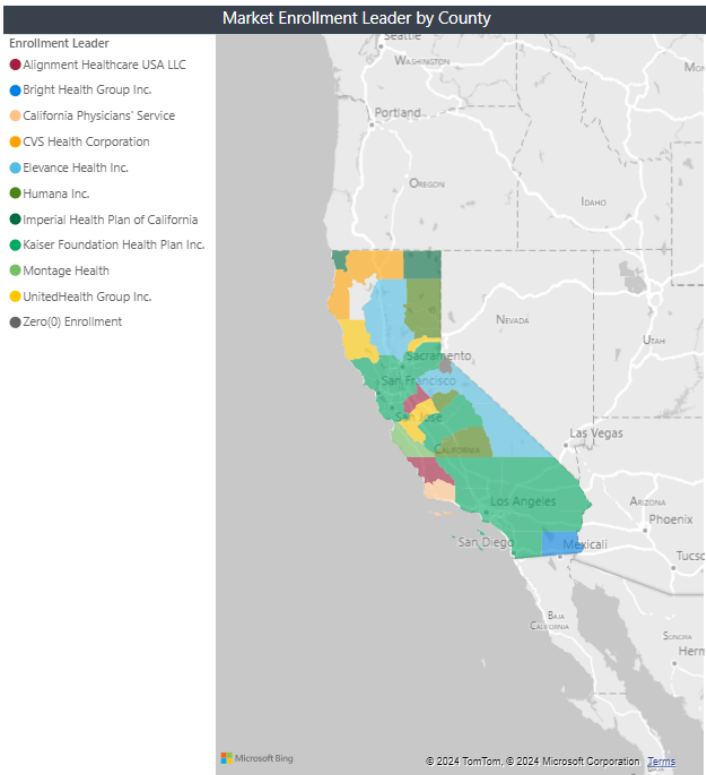 Market Enrollment Leader by County
Enrollment Leader
Alignment Healthcare USA LLC
Bright Health Group Inc.
California Physicians' Service
CVS Health Corporation
Elevance Health Inc.
Humana Inc.
Imperial Health Plan of California
Kaiser Foundation Health Plan Inc.
Montage Health
UnitedHealth Group Inc.
Zero(0) Enrollment
Seattle
WASHINGTON
Portland
OREGON
IDAHO
NEVADA
UTAH
Sacramento
San Francisco
San Jose
CALIFORNIA
Las Vegas
Los Angeles
ARIZONA
Phoenix
San Diego
Mexicali
Tucso
BAJA
CALIFORNIA
SONORA
Herm
Microsoft Bing
© 2024 TomTom, © 2024 Microsoft Corporation Terms